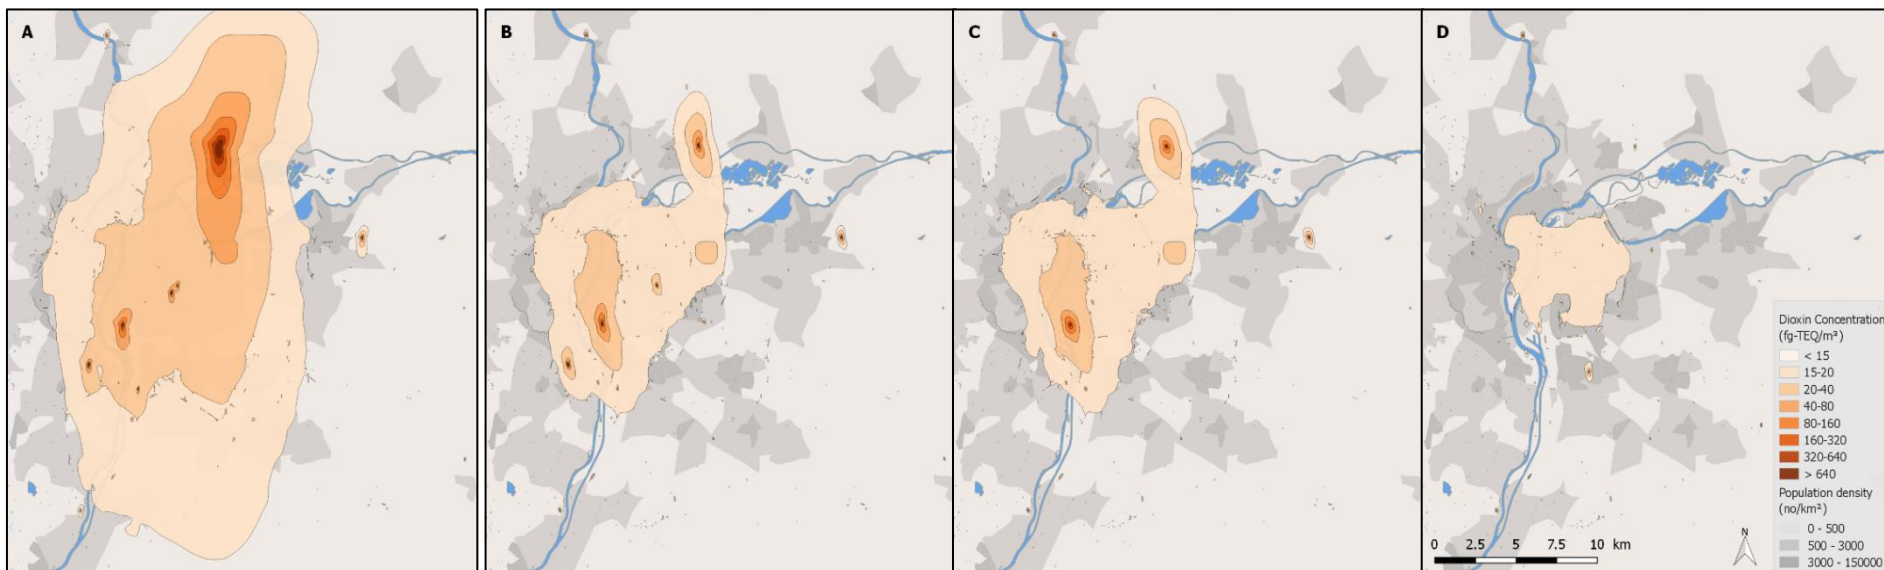 A
B
C
D
Dioxin Concentration
(fg-TEQ/m³)
< 15
15-20
20-40
40-80
80-160
160-320
320-640
> 640
Population density
(no/km²)
0 - 500
500 - 3000
3000 - 150000
0 2.5 5 7.5 10 km
N